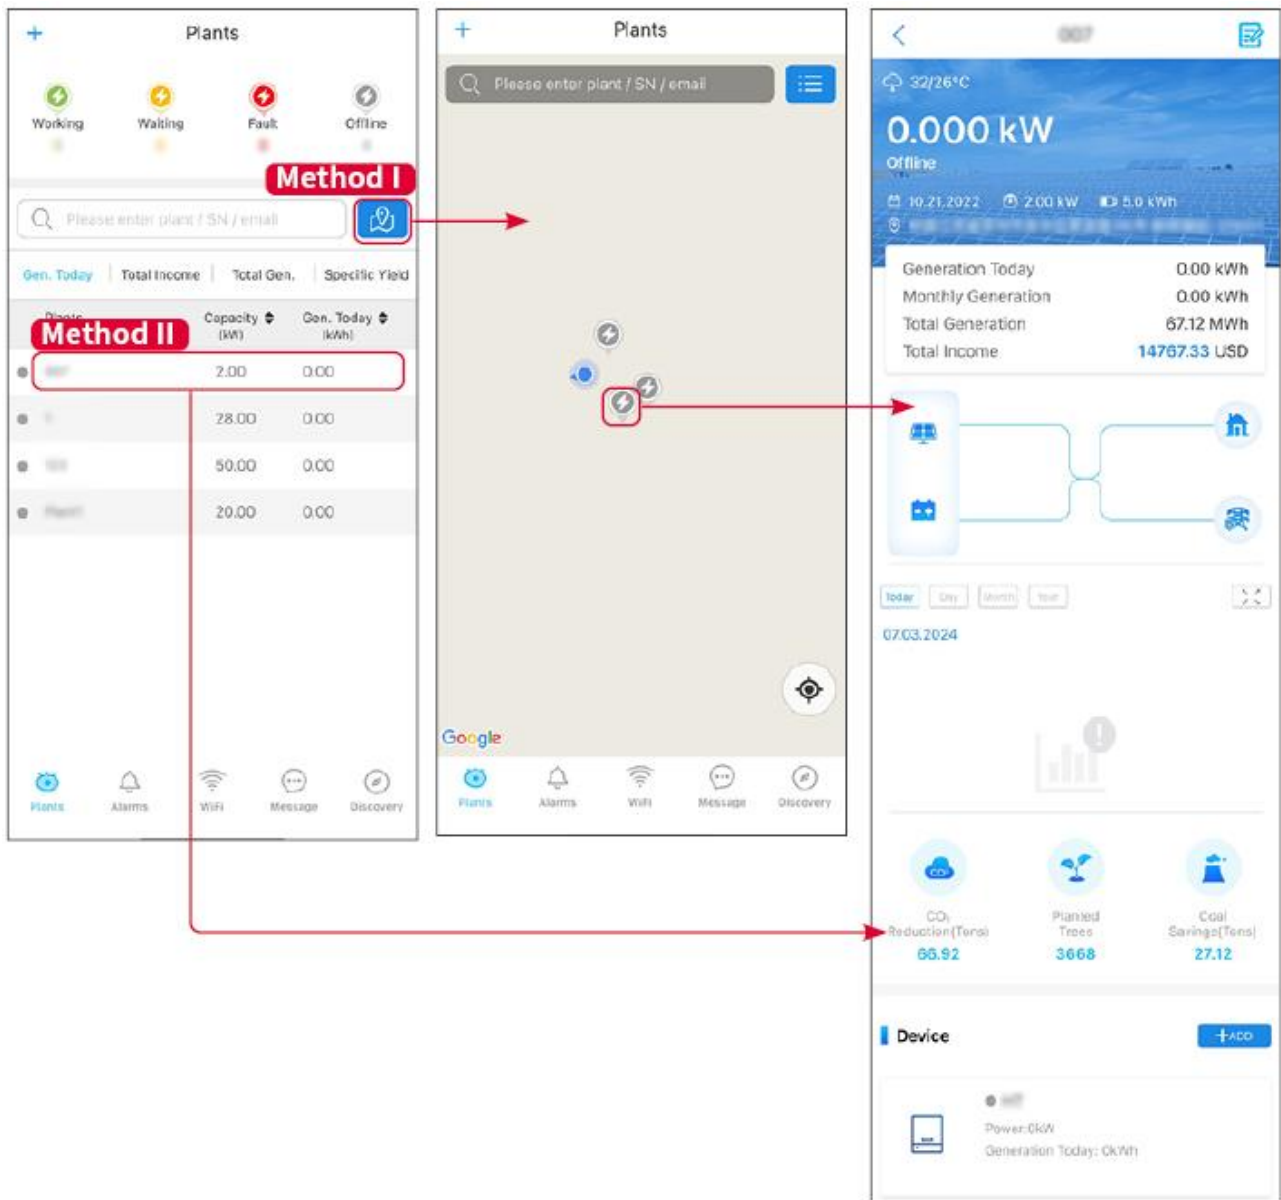 Plants
Working
Waiting
Fault
Offline
Method I
Please enter plant / SN / email
Gen. Today
Total Income
Total Gen.
Specific Yield
Plants
Capacity
(kW)
Gen. Today
(kWh)
Method II
2.00
0.00
28.00
0.00
50.00
0.00
20.00
0.00
Plants
Alarms
WiFi
Message
Discovery
Plants
Please enter plant / SN / email
Google
Plants
Alarms
WiFi
Message
Discovery
007
32/26°C
0.000 kW
Offline
10.21.2022
2.00 kW
5.0 kWh
Generation Today
0.00 kWh
Monthly Generation
0.00 kWh
Total Generation
67.12 MWh
Total Income
14767.33 USD
Today
Day
Month
Year
07.03.2024
CO₂
Reduction(Tons)
66.92
Planted
Trees
3668
Coal
Savings(Tons)
27.12
Device
+ADD
Power:0kW
Generation Today: 0kWh